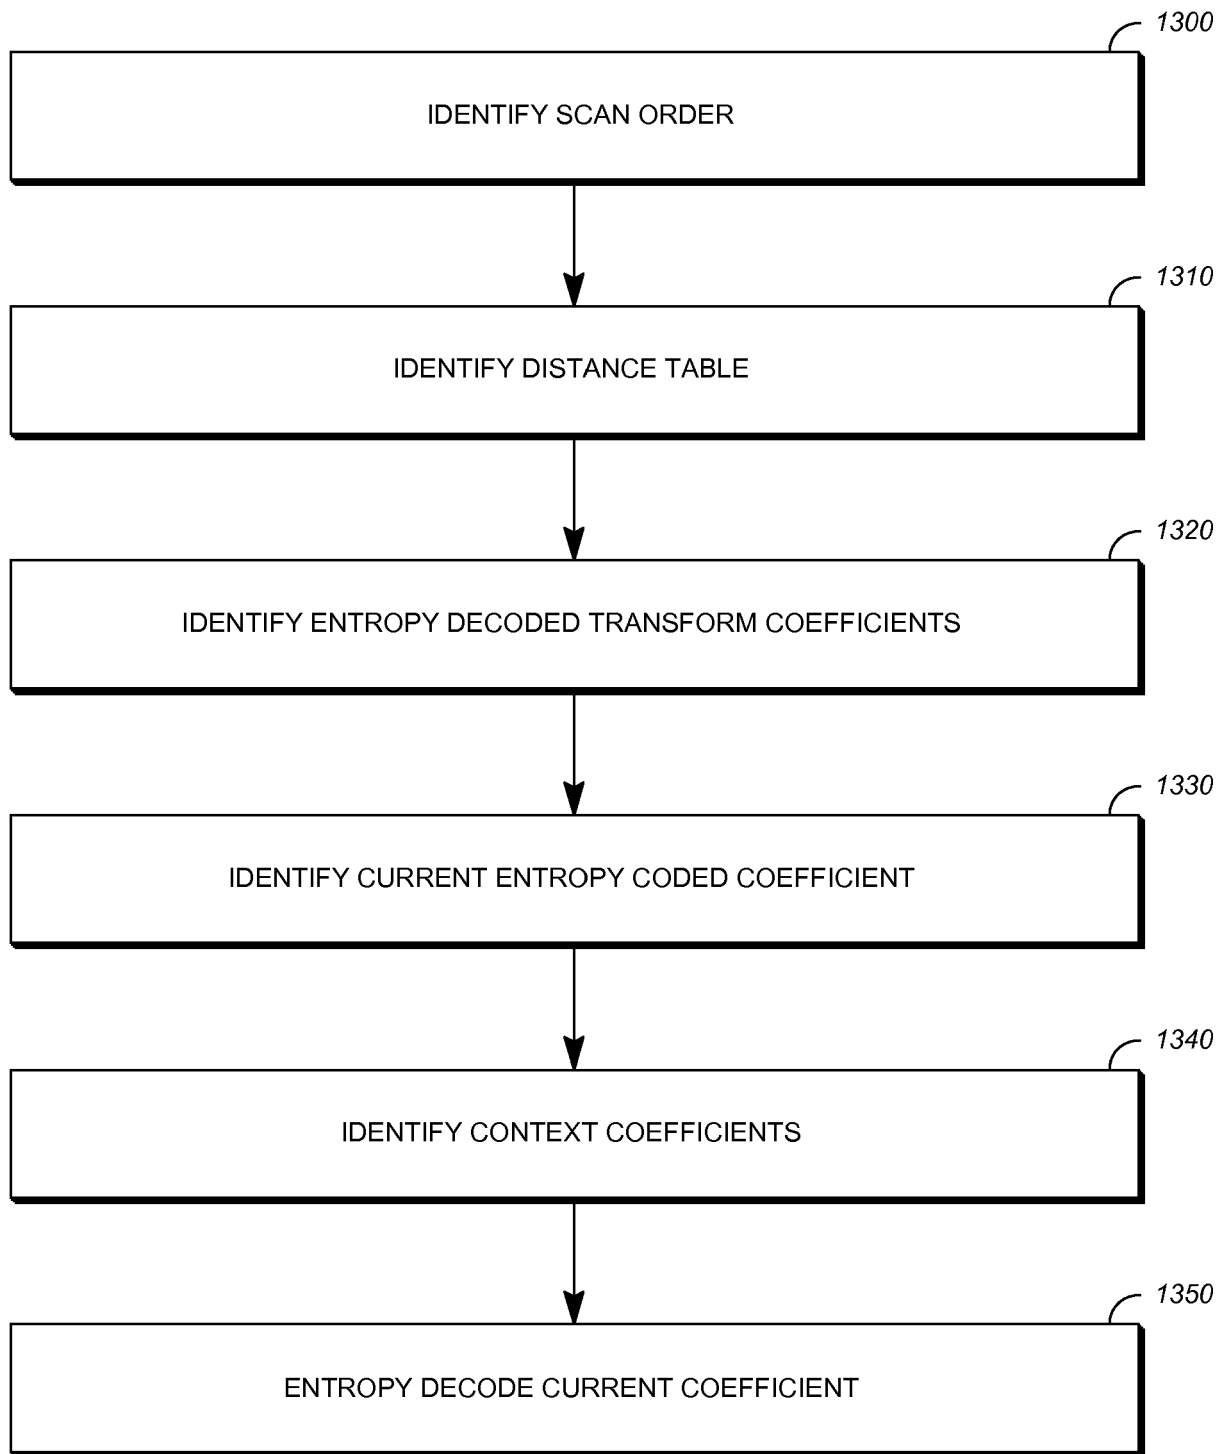 1300
IDENTIFY SCAN ORDER
1310
IDENTIFY DISTANCE TABLE
1320
IDENTIFY ENTROPY DECODED TRANSFORM COEFFICIENTS
1330
IDENTIFY CURRENT ENTROPY CODED COEFFICIENT
1340
IDENTIFY CONTEXT COEFFICIENTS
1350
ENTROPY DECODE CURRENT COEFFICIENT